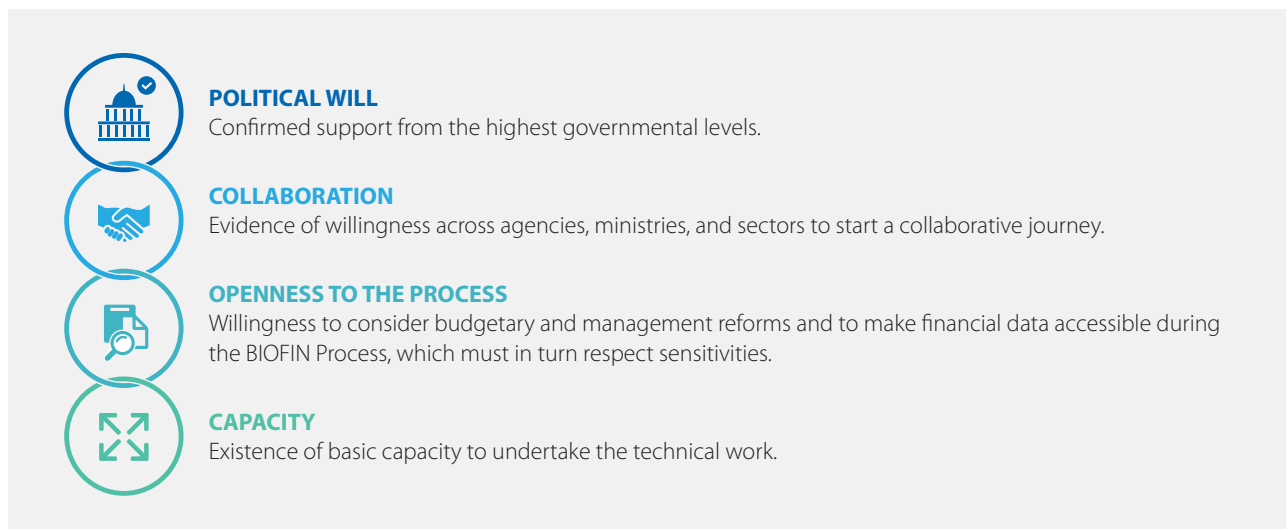 POLITICAL WILL
Confirmed support from the highest governmental levels.
COLLABORATION
Evidence of willingness across agencies, ministries, and sectors to start a collaborative journey.
OPENNESS TO THE PROCESS
Willingness to consider budgetary and management reforms and to make financial data accessible during
the BIOFIN Process, which must in turn respect sensitivities.
CAPACITY
Existence of basic capacity to undertake the technical work.